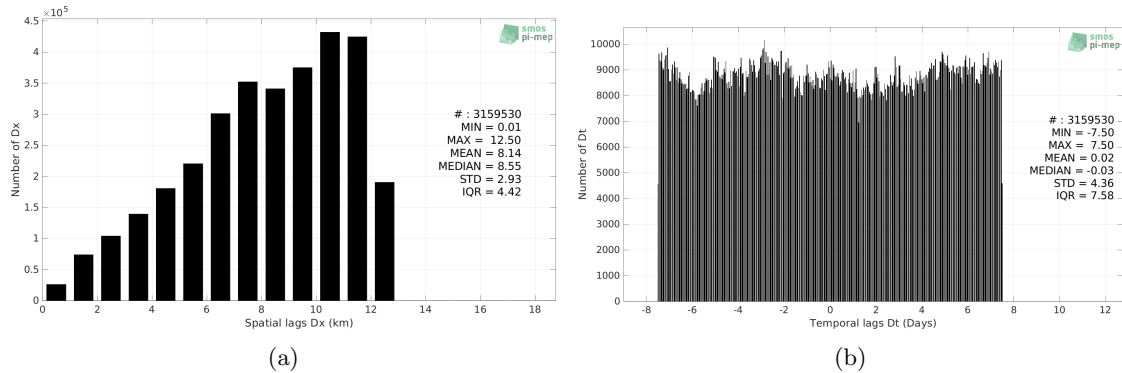 ×10^5
4.5
4
3.5
3
2.5
2
1.5
1
0.5
0
Number of Dx
0 2 4 6 8 10 12 14 16 18
Spatial lags Dx (km)
smos
pi-mep
# : 3159530
MIN = 0.01
MAX = 12.50
MEAN = 8.14
MEDIAN = 8.55
STD = 2.93
IQR = 4.42
(a)
10000
9000
8000
7000
6000
5000
4000
3000
2000
1000
0
Number of Dt
-8 -6 -4 -2 0 2 4 6 8 10 12
Temporal lags Dt (Days)
smos
pi-mep
# : 3159530
MIN = -7.50
MAX = 7.50
MEAN = 0.02
MEDIAN = -0.03
STD = 4.36
IQR = 7.58
(b)